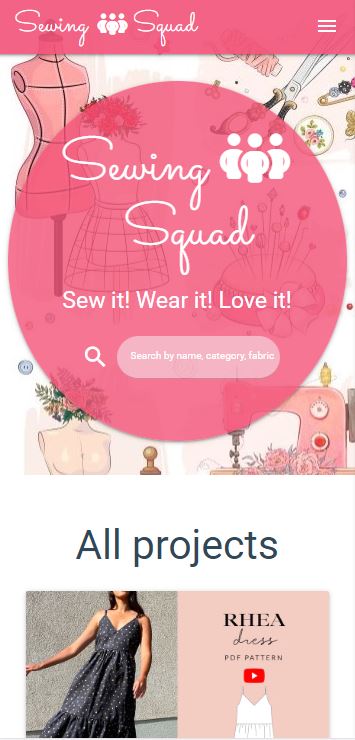 Sewing Squad
Sewing
Squad
Sew it! Wear it! Love it!
Search by name, category, fabric
All projects
RHEA
dress
PDF PATTERN